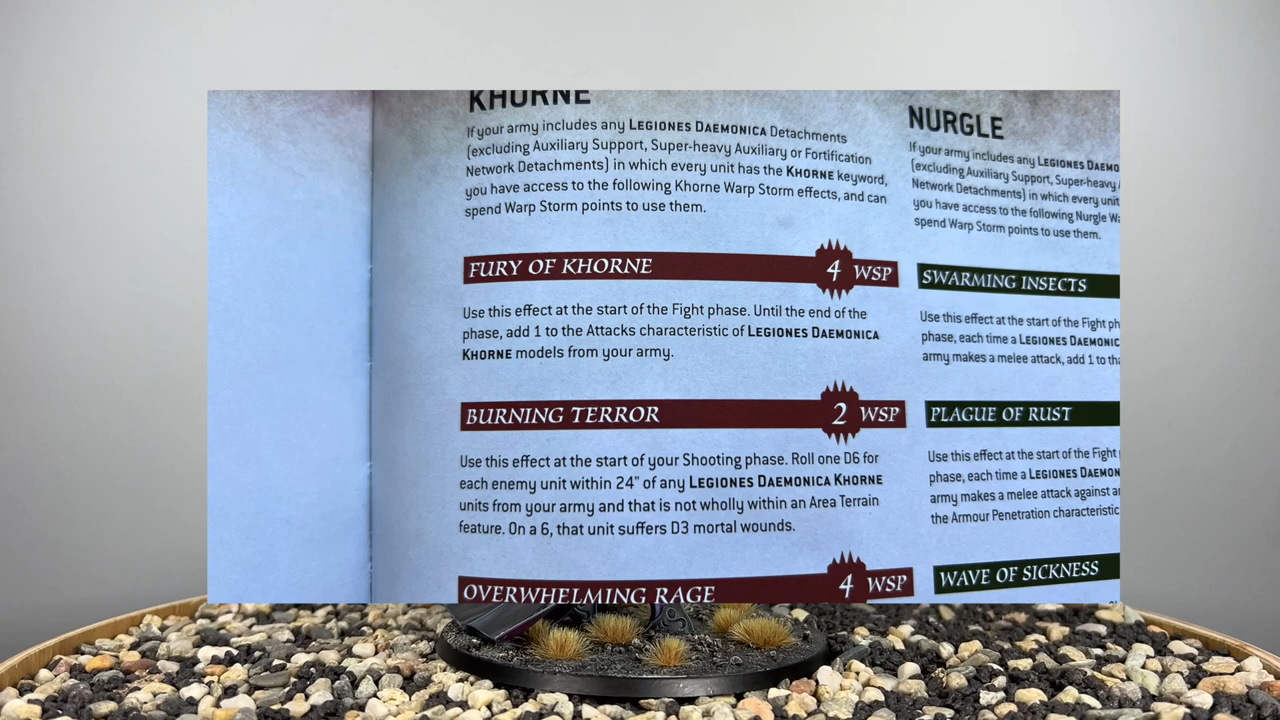 KHORNE
If your army includes any LEGIONES DAEMONICA Detachments
(excluding Auxiliary Support, Super-heavy Auxiliary or Fortification
Network Detachments) in which every unit has the KHORNE keyword,
you have access to the following Khorne Warp Storm effects, and can
spend Warp Storm points to use them.
FURY OF KHORNE 4 WSP
Use this effect at the start of the Fight phase. Until the end of the
phase, add 1 to the Attacks characteristic of LEGIONES DAEMONICA
KHORNE models from your army.
BURNING TERROR 2 WSP
Use this effect at the start of your Shooting phase. Roll one D6 for
each enemy unit within 24" of any LEGIONES DAEMONICA KHORNE
units from your army and that is not wholly within an Area Terrain
feature. On a 6, that unit suffers D3 mortal wounds.
OVERWHELMING RAGE 4 WSP
NURGLE
If your army includes any LEGIONES
(excluding Auxiliary Support, Super-heavy
Network Detachments) in which every unit
you have access to the following Nurgle
spend Warp Storm points to use them.
SWARMING INSECTS
Use this effect at the start of the Fight
phase, each time a LEGIONES
army makes a melee attack, add 1 to
PLAGUE OF RUST
Use this effect at the start of the Fight
phase, each time a LEGIONES
army makes a melee attack against
the Armour Penetration characteristic
WAVE OF SICKNESS